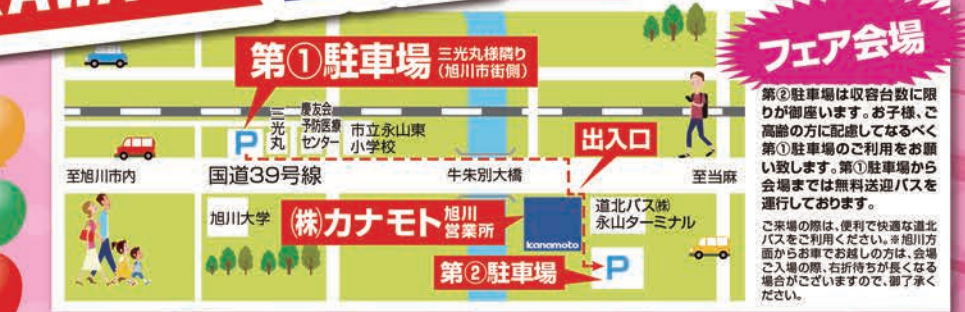 KAWA
第①駐車場
三光丸様隣り
(旭川市街側)
フェア会場
第②駐車場は収容台数に限
りが御座います。お子様、ご
高齢の方に配慮してなるべく
第①駐車場のご利用をお願
い致します。第①駐車場から
会場までは無料送迎バスを
運行しております。
ご来場の際は、便利で快適な道北
バスをご利用ください。※旭川方
面からお車でお越しの方は、会場
ご入場の際、右折待ちが長くなる
場合がございますので、御了承く
ださい。
P
三光丸
慶友会
予防医療
センター
市立永山東
小学校
出入口
至旭川市内
国道39号線
牛朱別大橋
至当麻
旭川大学
(株)カナモト
旭川
営業所
kanamoto
道北バス㈱
永山ターミナル
第②駐車場
P